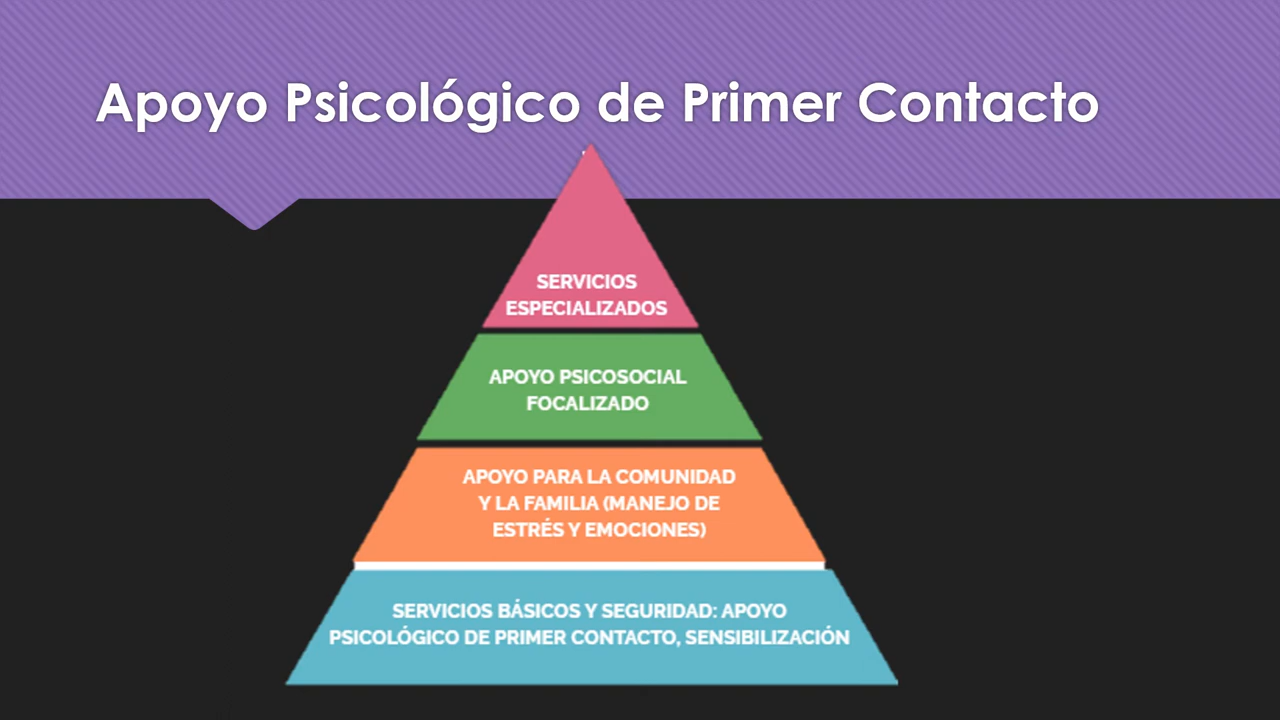 Apoyo Psicológico de Primer Contacto
SERVICIOS
ESPECIALIZADOS
APOYO PSICOSOCIAL
FOCALIZADO
APOYO PARA LA COMUNIDAD
Y LA FAMILIA (MANEJO DE
ESTRÉS Y EMOCIONES)
SERVICIOS BÁSICOS Y SEGURIDAD: APOYO
PSICOLÓGICO DE PRIMER CONTACTO, SENSIBILIZACIÓN